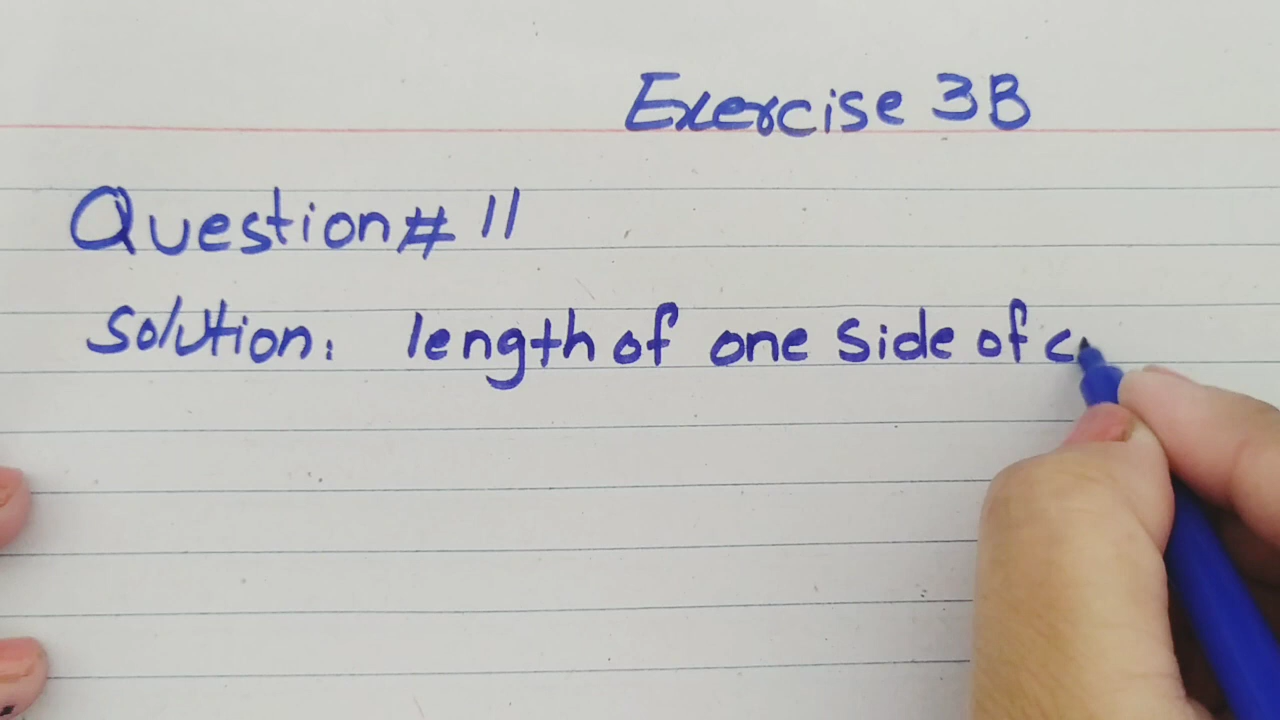 Exercise 3B
Question # 11
Solution: length of one side of